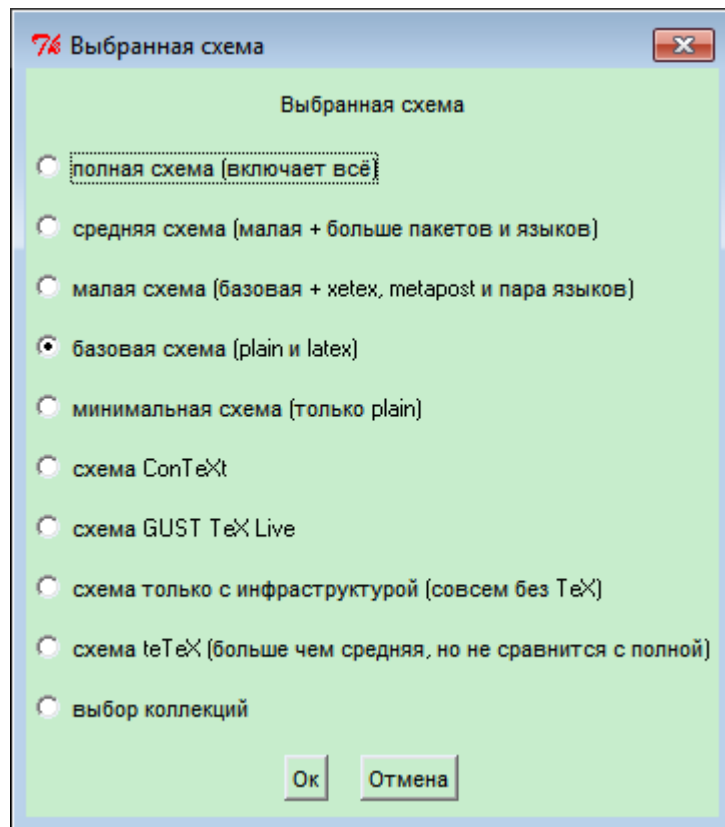 Выбранная схема
Выбранная схема
полная схема (включает всё)
средняя схема (малая + больше пакетов и языков)
малая схема (базовая + xetex, metapost и пара языков)
базовая схема (plain и latex)
минимальная схема (только plain)
схема ConTeXt
схема GUST TeX Live
схема только с инфраструктурой (совсем без TeX)
схема teTeX (больше чем средняя, но не сравнится с полной)
выбор коллекций
Ок Отмена